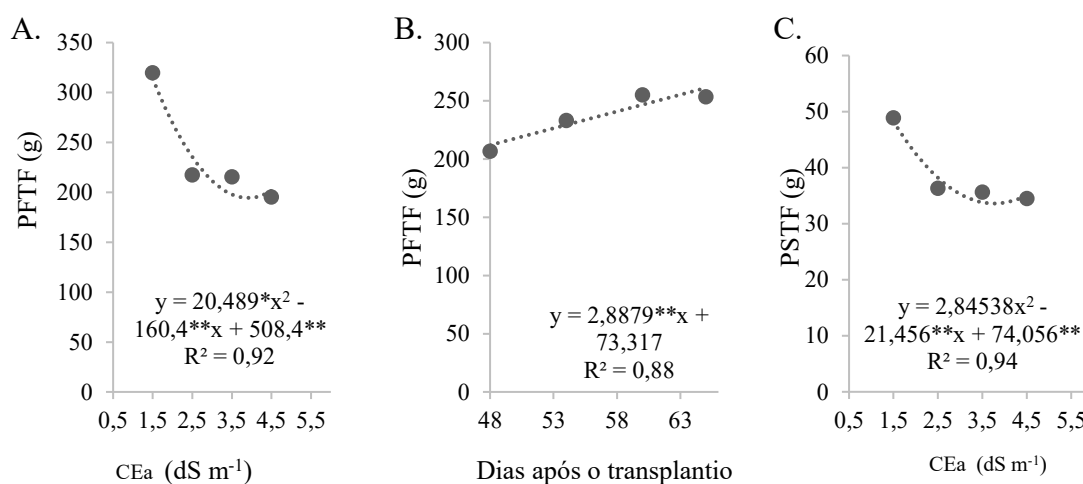 A.
PFTF (g)
350
300
250
200
150
100
50
0
y = 20,489*x² -
160,4**x + 508,4**
R² = 0,92
0,5 1,5 2,5 3,5 4,5 5,5
CEa (dS m⁻¹)
B.
PFTF (g)
300
250
200
150
100
50
0
y = 2,8879**x +
73,317
R² = 0,88
48 53 58 63
Dias após o transplantio
C.
PSTF (g)
60
50
40
30
20
10
0
y = 2,84538x² -
21,456**x + 74,056**
R² = 0,94
0,5 1,5 2,5 3,5 4,5 5,5
CEa (dS m⁻¹)